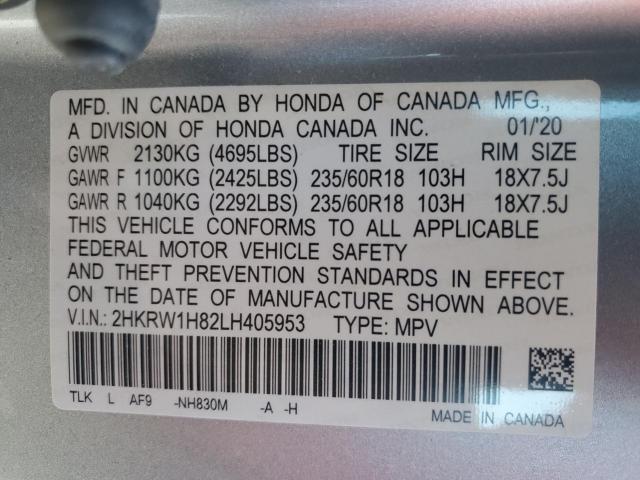 MFD. IN CANADA BY HONDA OF CANADA MFG.,
A DIVISION OF HONDA CANADA INC. 01/'20
GVWR 2130KG (4695LBS) TIRE SIZE RIM SIZE
GAWR F 1100KG (2425LBS) 235/60R18 103H 18X7.5J
GAWR R 1040KG (2292LBS) 235/60R18 103H 18X7.5J
THIS VEHICLE CONFORMS TO ALL APPLICABLE
FEDERAL MOTOR VEHICLE SAFETY
AND THEFT PREVENTION STANDARDS IN EFFECT
ON THE DATE OF MANUFACTURE SHOWN ABOVE.
V.I.N.: 2HKRW1H82LH405953 TYPE: MPV
TLK L AF9 -NH830M -A -H
MADE IN CANADA